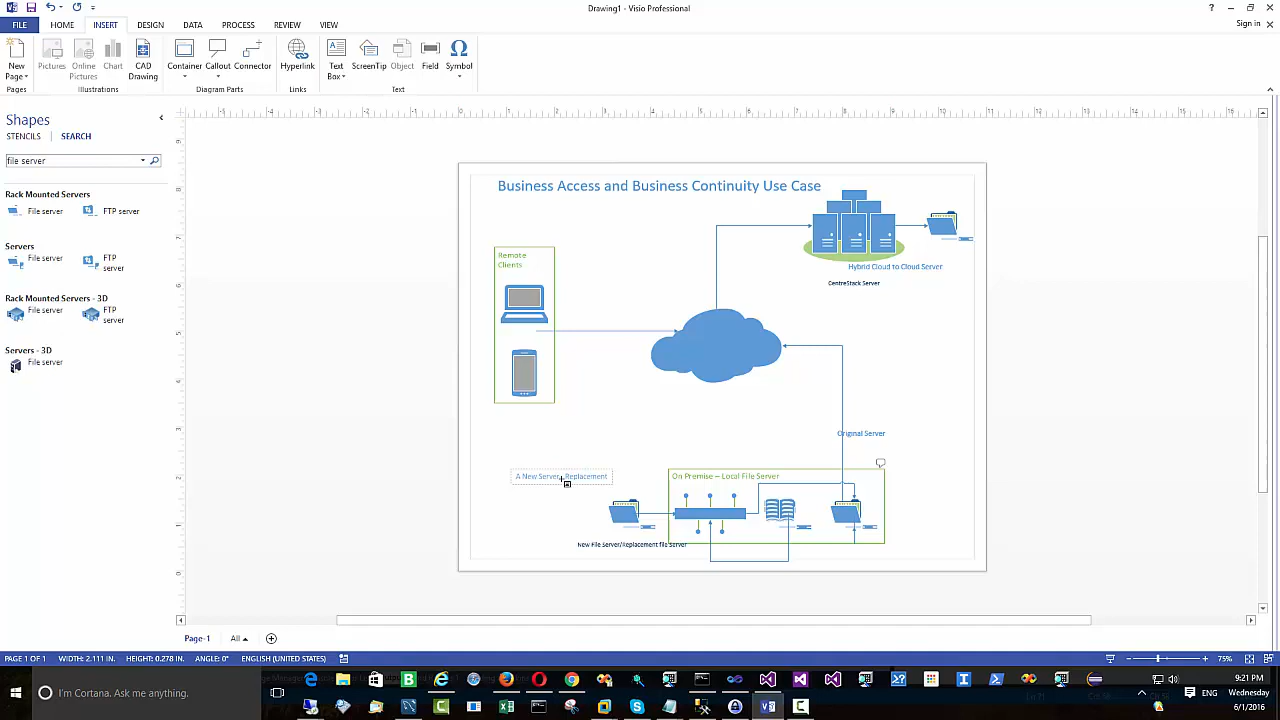 Drawing1 - Visio Professional
Sign in
FILE HOME INSERT DESIGN DATA PROCESS REVIEW VIEW
New Page
Pictures
Online Pictures
Chart
CAD Drawing
Container
Callout
Connector
Hyperlink
Text Box
ScreenTip
Object
Field
Symbol
Pages
Illustrations
Diagram Parts
Links
Text
Shapes
STENCILS SEARCH
file server
Rack Mounted Servers
File server FTP server
Servers
File server FTP server
Rack Mounted Servers - 3D
File server FTP server
Servers - 3D
File server
Business Access and Business Continuity Use Case
Remote
Clients
Hybrid Cloud to Cloud Server
CentreStack Server
Original Server
A New Server, Replacement
On Premise – Local File Server
New File Server/Replacement file Server
Page-1 All
PAGE 1 OF 1 WIDTH: 2.111 IN. HEIGHT: 0.278 IN. ANGLE: 0° ENGLISH (UNITED STATES)
75%
I'm Cortana. Ask me anything.
9:21 PM
ENG Wednesday
6/1/2016